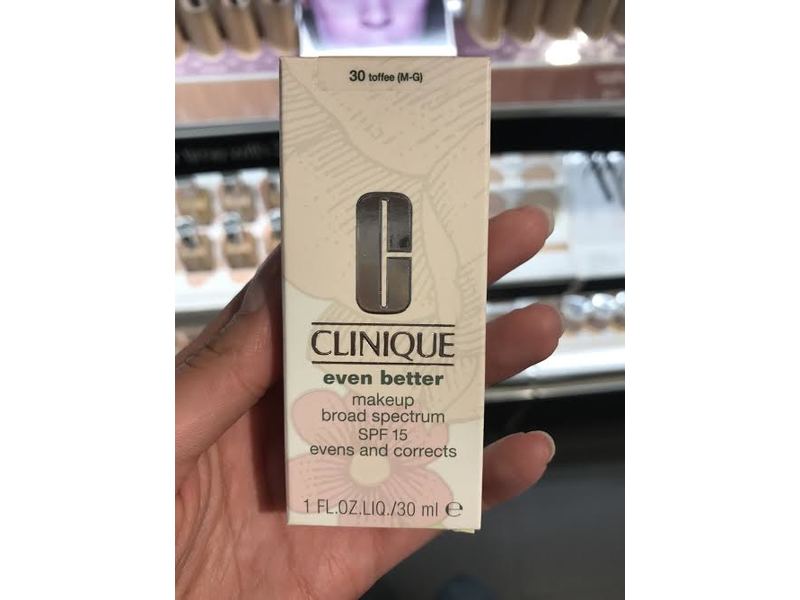 30 toffee (M-G)
C
CLINIQUE
even better
makeup
broad spectrum
SPF 15
evens and corrects
1 FL.OZ.LIQ./30 ml ℮